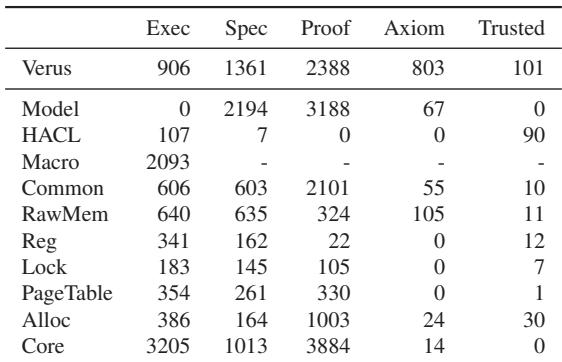 Exec Spec Proof Axiom Trusted
Verus 906 1361 2388 803 101
Model 0 2194 3188 67 0
HACL 107 7 0 0 90
Macro 2093 - - - -
Common 606 603 2101 55 10
RawMem 640 635 324 105 11
Reg 341 162 22 0 12
Lock 183 145 105 0 7
PageTable 354 261 330 0 1
Alloc 386 164 1003 24 30
Core 3205 1013 3884 14 0